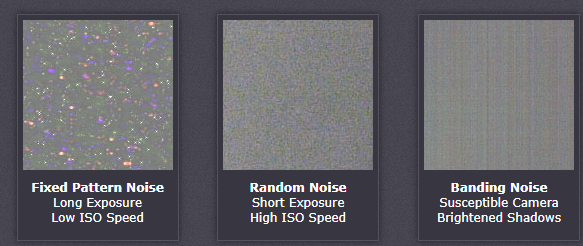 Fixed Pattern Noise
Long Exposure
Low ISO Speed
Random Noise
Short Exposure
High ISO Speed
Banding Noise
Susceptible Camera
Brightened Shadows